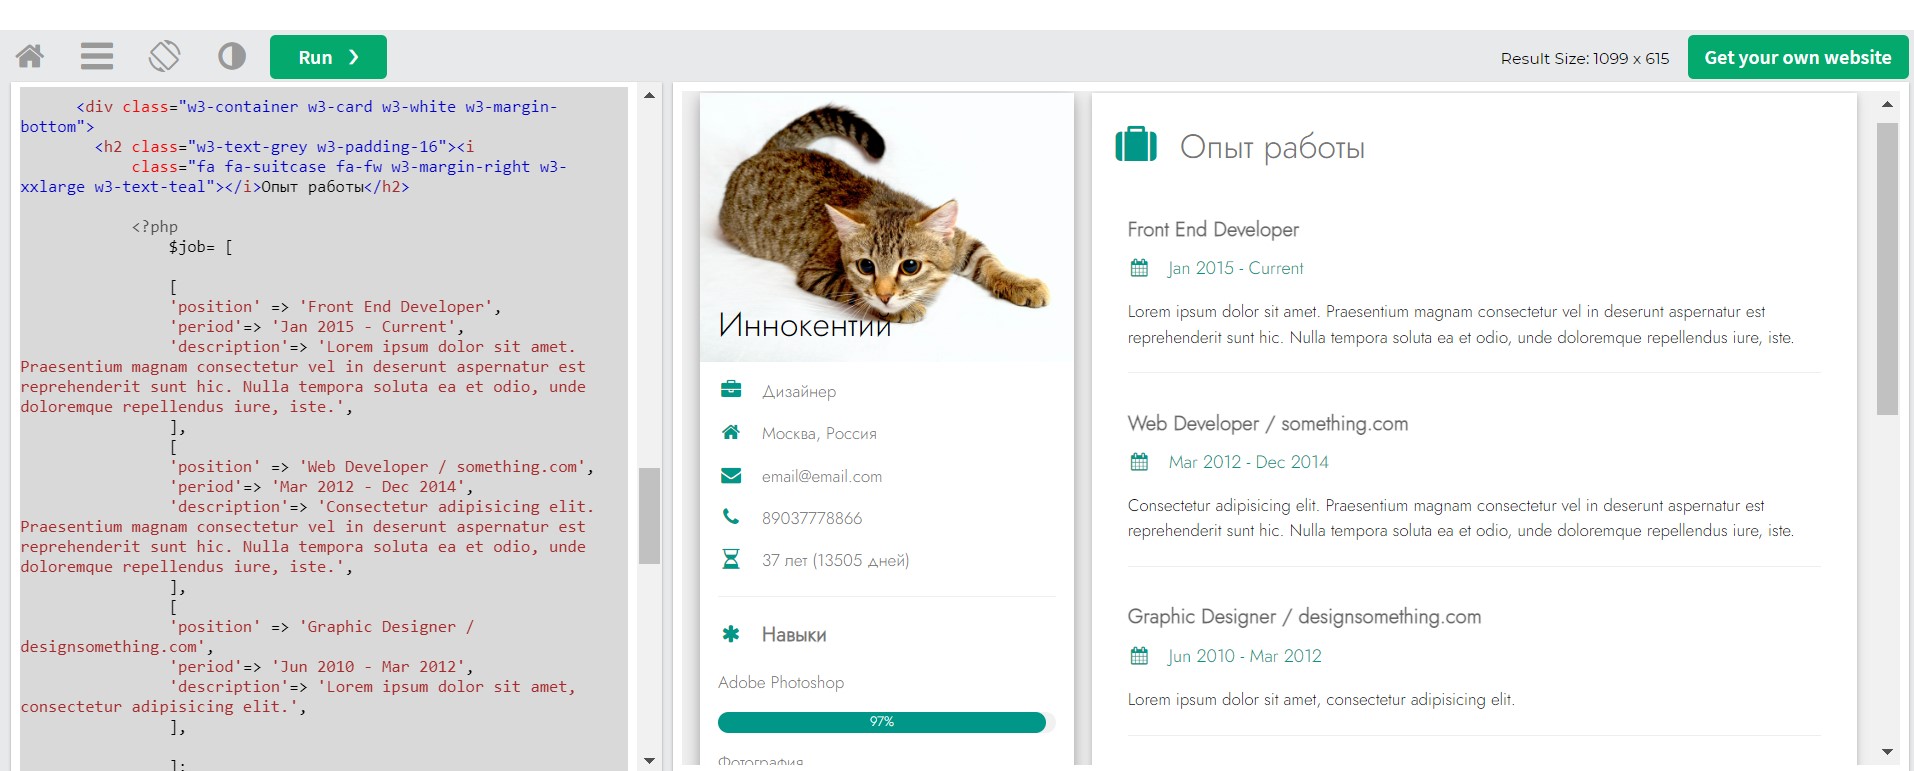 Run ❯
Result Size: 1099 x 615
Get your own website
<div class="w3-container w3-card w3-white w3-margin-
bottom">
<h2 class="w3-text-grey w3-padding-16"><i
class="fa fa-suitcase fa-fw w3-margin-right w3-
xxlarge w3-text-teal"></i>Опыт работы</h2>
<?php
$job= [
[
'position' => 'Front End Developer',
'period'=> 'Jan 2015 - Current',
'description'=> 'Lorem ipsum dolor sit amet.
Praesentium magnam consectetur vel in deserunt aspernatur est
reprehenderit sunt hic. Nulla tempora soluta ea et odio, unde
doloremque repellendus iure, iste.',
],
[
'position' => 'Web Developer / something.com',
'period'=> 'Mar 2012 - Dec 2014',
'description'=> 'Consectetur adipisicing elit.
Praesentium magnam consectetur vel in deserunt aspernatur est
reprehenderit sunt hic. Nulla tempora soluta ea et odio, unde
doloremque repellendus iure, iste.',
],
[
'position' => 'Graphic Designer /
designsomething.com',
'period'=> 'Jun 2010 - Mar 2012',
'description'=> 'Lorem ipsum dolor sit amet,
consectetur adipisicing elit.',
],
];
Иннокентий
Дизайнер
Москва, Россия
email@email.com
89037778866
37 лет (13505 дней)
Навыки
Adobe Photoshop
97%
Фотография
Опыт работы
Front End Developer
Jan 2015 - Current
Lorem ipsum dolor sit amet. Praesentium magnam consectetur vel in deserunt aspernatur est
reprehenderit sunt hic. Nulla tempora soluta ea et odio, unde doloremque repellendus iure, iste.
Web Developer / something.com
Mar 2012 - Dec 2014
Consectetur adipisicing elit. Praesentium magnam consectetur vel in deserunt aspernatur est
reprehenderit sunt hic. Nulla tempora soluta ea et odio, unde doloremque repellendus iure, iste.
Graphic Designer / designsomething.com
Jun 2010 - Mar 2012
Lorem ipsum dolor sit amet, consectetur adipisicing elit.